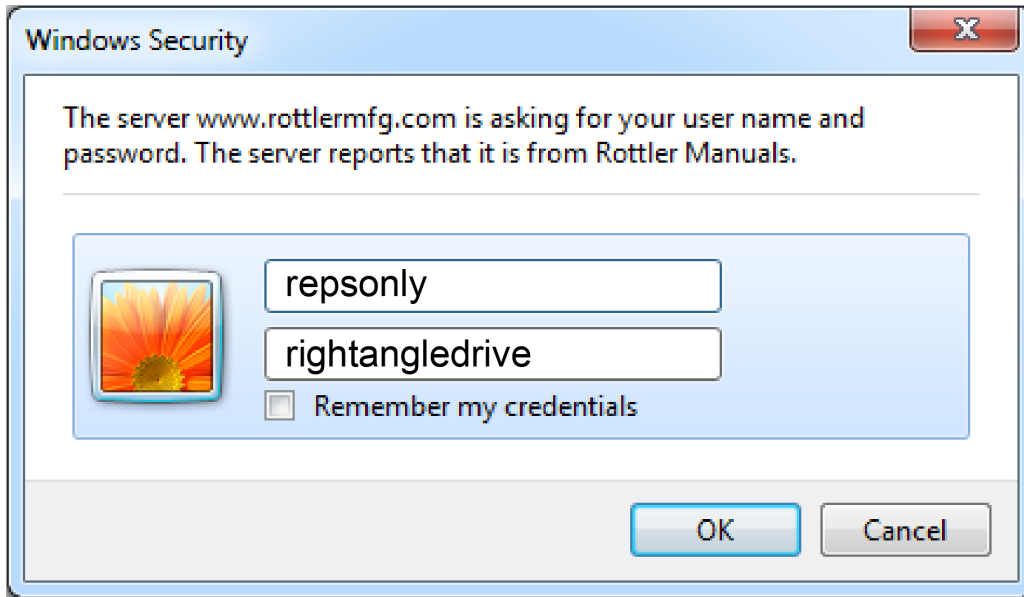 Windows Security
The server www.rottlermfg.com is asking for your user name and
password. The server reports that it is from Rottler Manuals.
repsonly
rightangledrive
Remember my credentials
OK
Cancel